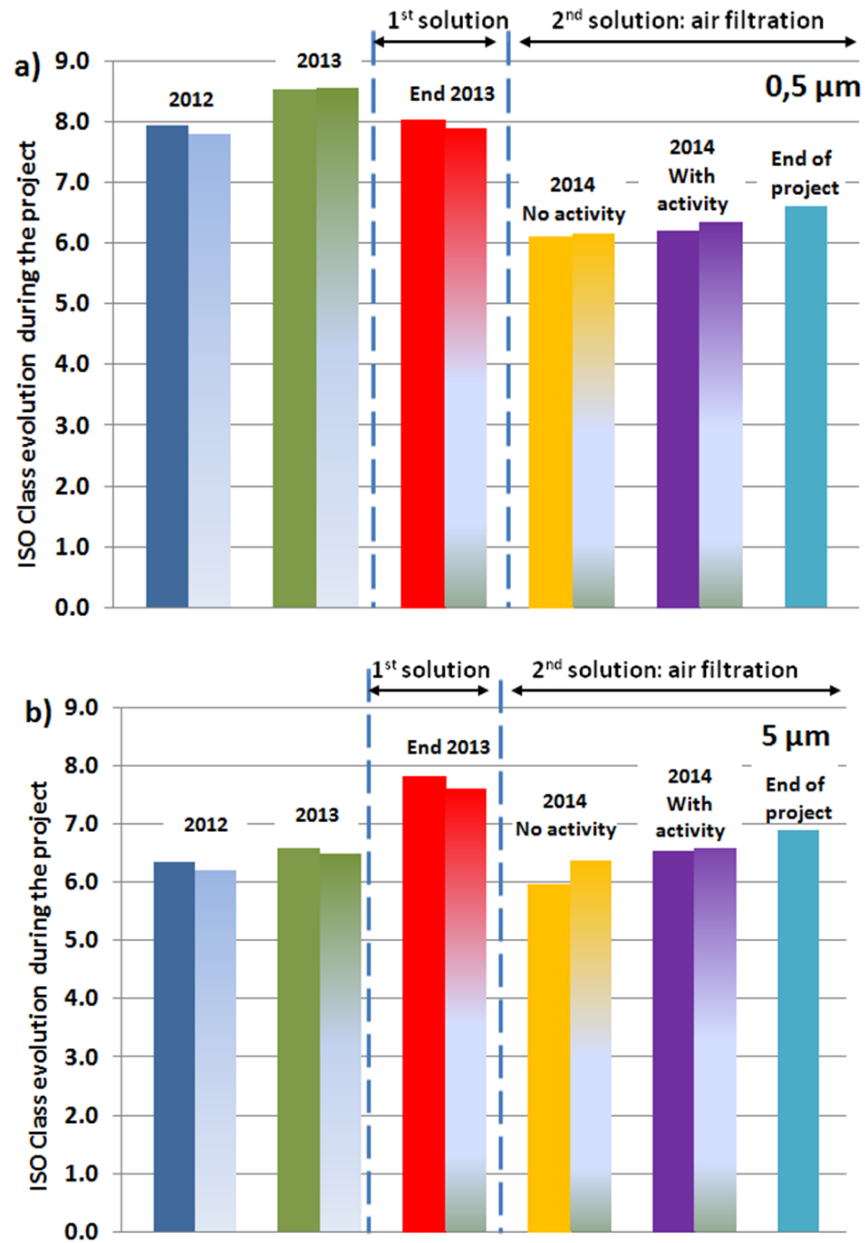 1st solution
2nd solution: air filtration
a)
0,5 μm
9.0
8.0
7.0
6.0
5.0
4.0
3.0
2.0
1.0
0.0
ISO Class evolution during the project
2012
2013
End 2013
2014
No activity
2014
With
activity
End of
project
1st solution
2nd solution: air filtration
b)
5 μm
9.0
8.0
7.0
6.0
5.0
4.0
3.0
2.0
1.0
0.0
ISO Class evolution during the project
2012
2013
End 2013
2014
No activity
2014
With
activity
End of
project